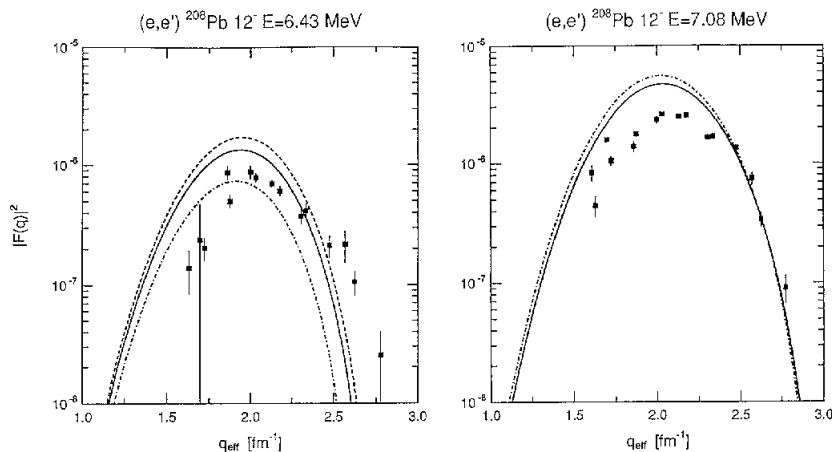 (e,e') ²⁰⁸Pb 12⁻ E=6.43 MeV
(e,e') ²⁰⁸Pb 12⁻ E=7.08 MeV
|F(q)|²
10⁻⁵
10⁻⁶
10⁻⁷
10⁻⁸
1.0 1.5 2.0 2.5 3.0
q_eff [fm⁻¹]
10⁻⁵
10⁻⁶
10⁻⁷
10⁻⁸
1.0 1.5 2.0 2.5 3.0
q_eff [fm⁻¹]